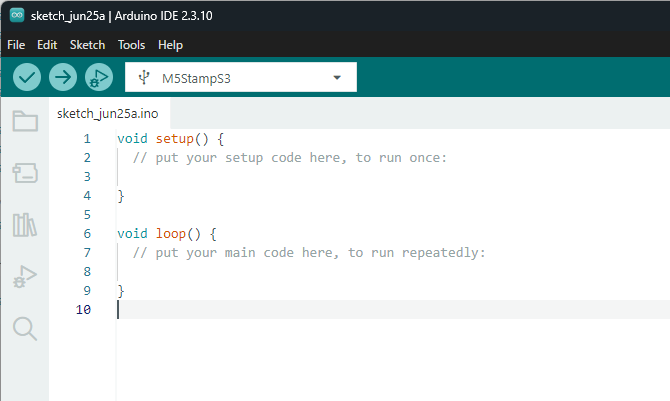 sketch_jun25a | Arduino IDE 2.3.10
File Edit Sketch Tools Help
M5StampS3
sketch_jun25a.ino
1 void setup() {
2 // put your setup code here, to run once:
3
4 }
5
6 void loop() {
7 // put your main code here, to run repeatedly:
8
9 }
10